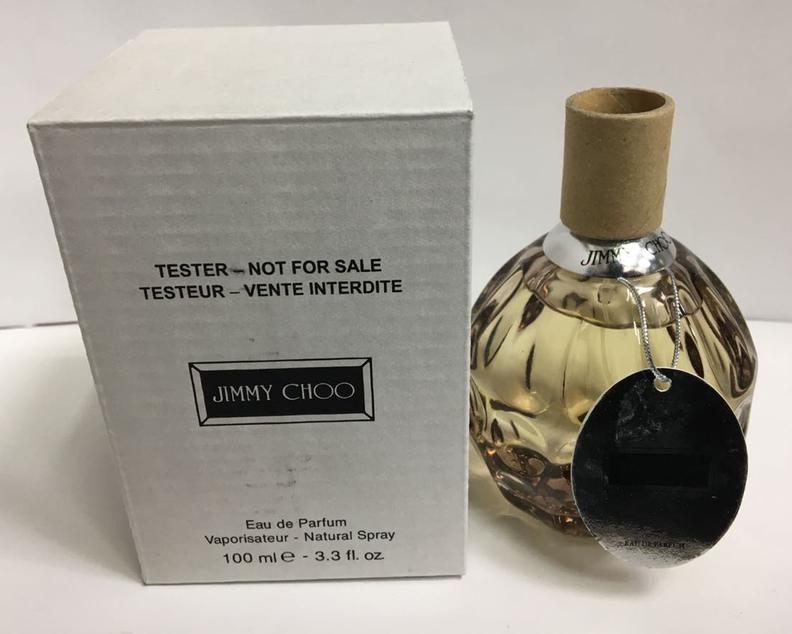 TESTER – NOT FOR SALE
TESTEUR – VENTE INTERDITE
JIMMY CHOO
Eau de Parfum
Vaporisateur - Natural Spray
100 ml ℮ - 3.3 fl. oz.
JIMMY CHOO
EAU DE PARFUM